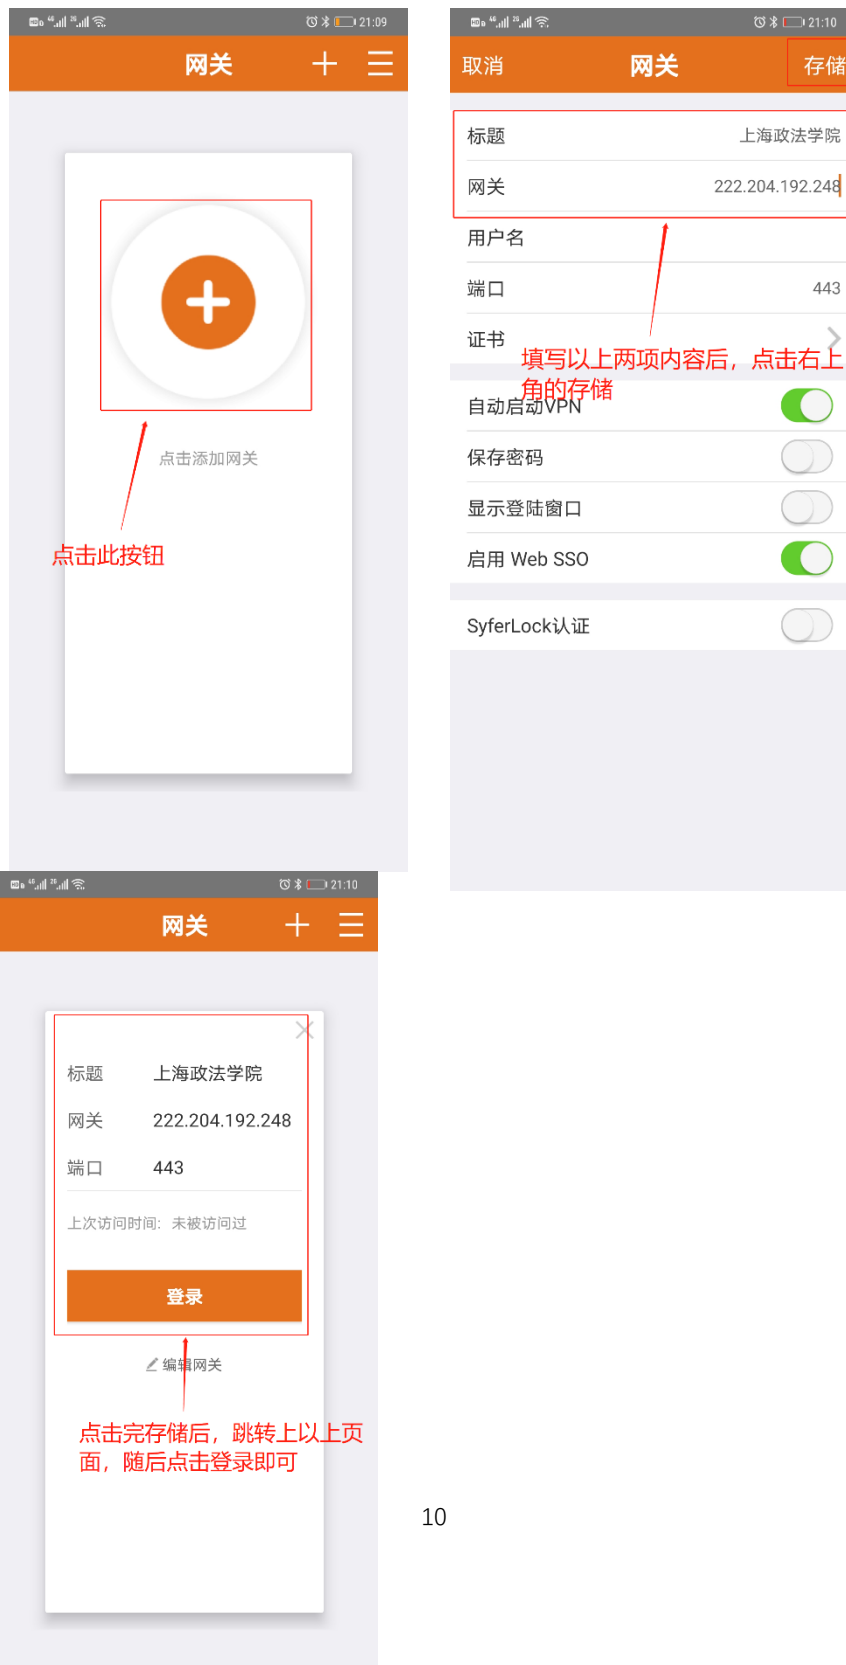 21:09
网关
点击添加网关
点击此按钮
21:10
取消
网关
存储
标题
上海政法学院
网关
222.204.192.248
用户名
端口
443
证书
填写以上两项内容后，点击右上
角的存储
自动启动VPN
保存密码
显示登陆窗口
启用 Web SSO
SyferLock认证
21:10
网关
标题 上海政法学院
网关 222.204.192.248
端口 443
上次访问时间: 未被访问过
登录
编辑网关
点击完存储后，跳转上以上页
面，随后点击登录即可
10